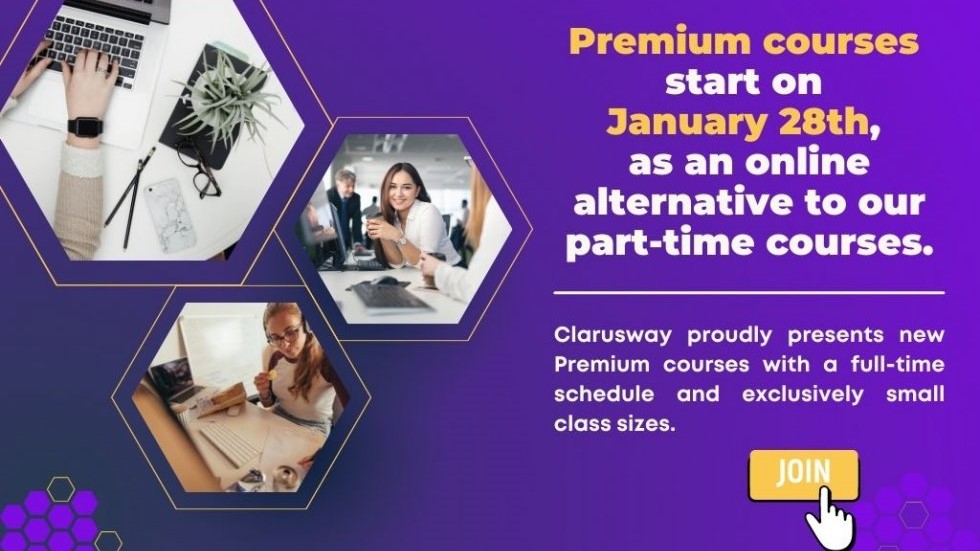 Premium courses
start on
January 28th,
as an online
alternative to our
part-time courses.
Clarusway proudly presents new
Premium courses with a full-time
schedule and exclusively small
class sizes.
JOIN